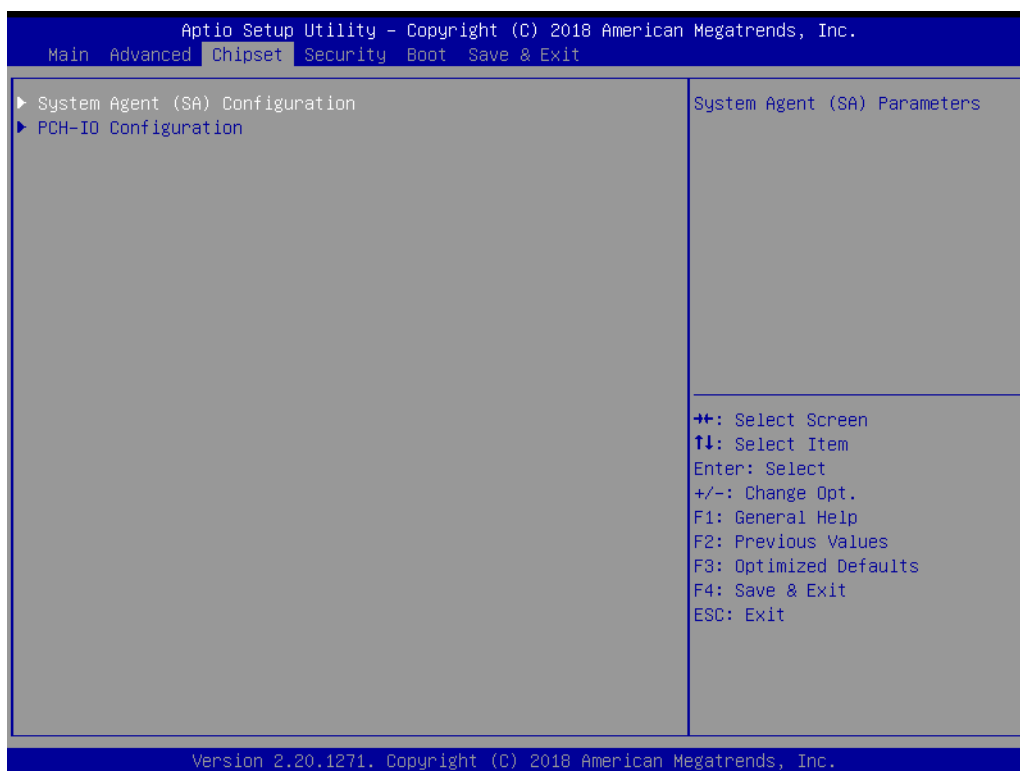 Aptio Setup Utility – Copyright (C) 2018 American Megatrends, Inc.
Main Advanced Chipset Security Boot Save & Exit
System Agent (SA) Configuration
PCH-IO Configuration
System Agent (SA) Parameters
→←: Select Screen
↑↓: Select Item
Enter: Select
+/-: Change Opt.
F1: General Help
F2: Previous Values
F3: Optimized Defaults
F4: Save & Exit
ESC: Exit
Version 2.20.1271. Copyright (C) 2018 American Megatrends, Inc.